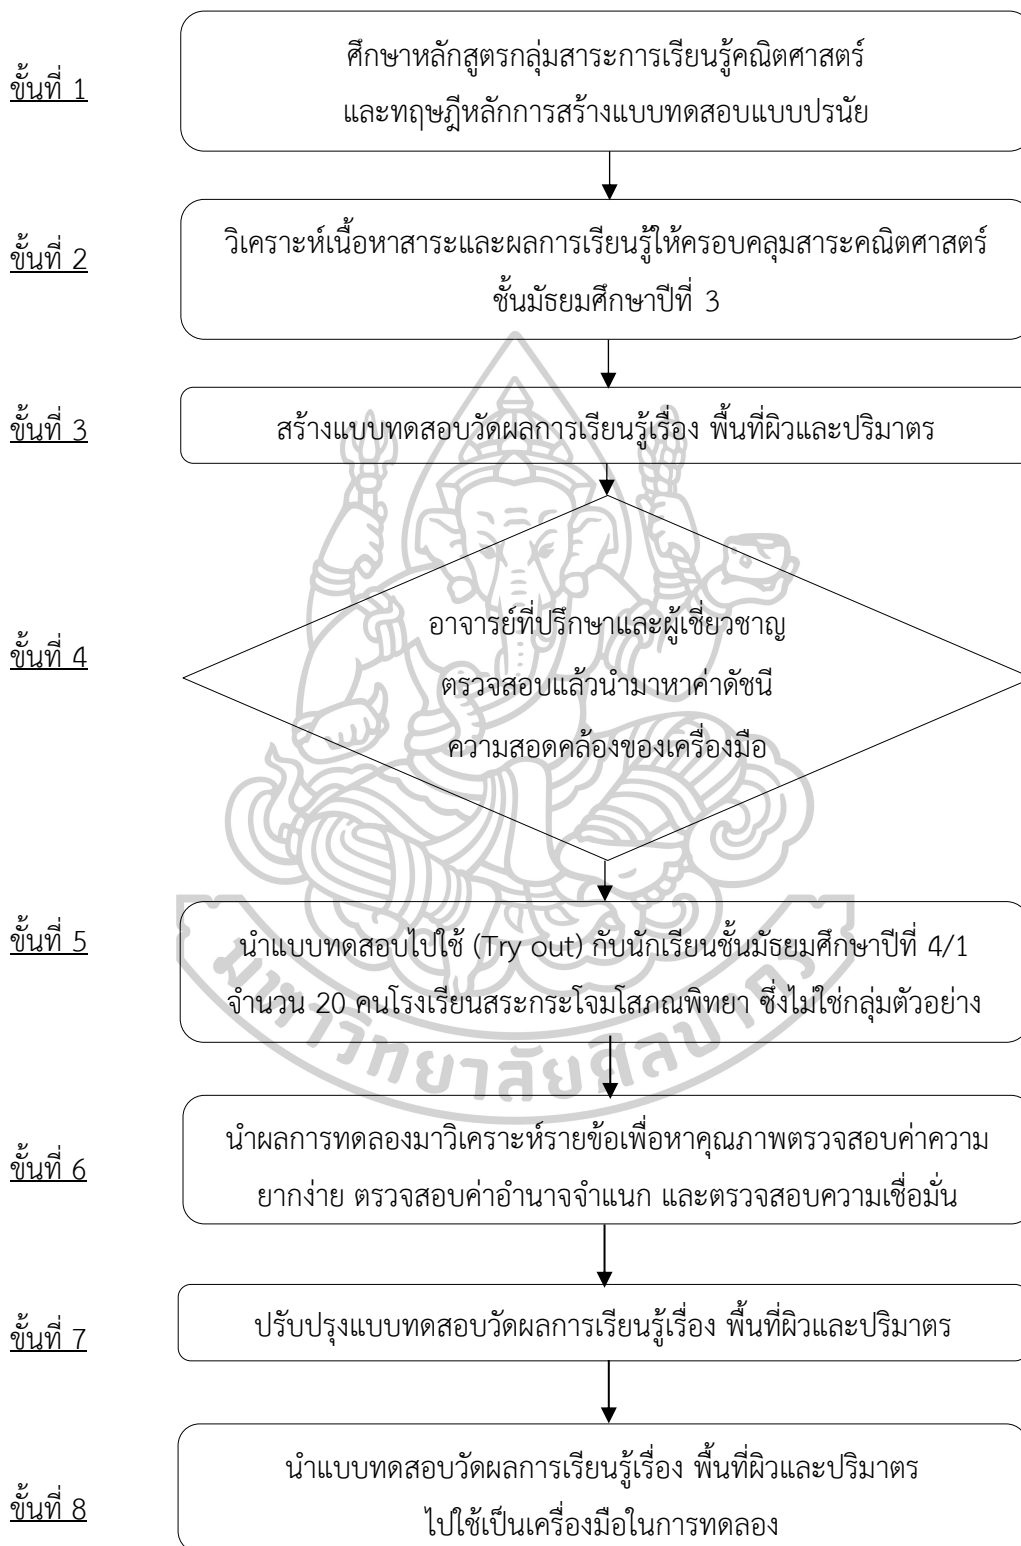 ขั้นที่ 1
ศึกษาหลักสูตรกลุ่มสาระการเรียนรู้คณิตศาสตร์
และทฤษฎีหลักการสร้างแบบทดสอบแบบปรนัย
ขั้นที่ 2
วิเคราะห์เนื้อหาสาระและผลการเรียนรู้ให้ครอบคลุมสาระคณิตศาสตร์
ชั้นมัธยมศึกษาปีที่ 3
ขั้นที่ 3
สร้างแบบทดสอบวัดผลการเรียนรู้เรื่อง พื้นที่ผิวและปริมาตร
ขั้นที่ 4
อาจารย์ที่ปรึกษาและผู้เชี่ยวชาญ
ตรวจสอบแล้วนำมาหาค่าดัชนี
ความสอดคล้องของเครื่องมือ
ขั้นที่ 5
นำแบบทดสอบไปใช้ (Try out) กับนักเรียนชั้นมัธยมศึกษาปีที่ 4/1
จำนวน 20 คนโรงเรียนสระกระโจมโสภณพิทยา ซึ่งไม่ใช่กลุ่มตัวอย่าง
มหาวิทยาลัยศิลปากร
ขั้นที่ 6
นำผลการทดลองมาวิเคราะห์รายข้อเพื่อหาคุณภาพตรวจสอบค่าความ
ยากง่าย ตรวจสอบค่าอำนาจจำแนก และตรวจสอบความเชื่อมั่น
ขั้นที่ 7
ปรับปรุงแบบทดสอบวัดผลการเรียนรู้เรื่อง พื้นที่ผิวและปริมาตร
ขั้นที่ 8
นำแบบทดสอบวัดผลการเรียนรู้เรื่อง พื้นที่ผิวและปริมาตร
ไปใช้เป็นเครื่องมือในการทดลอง